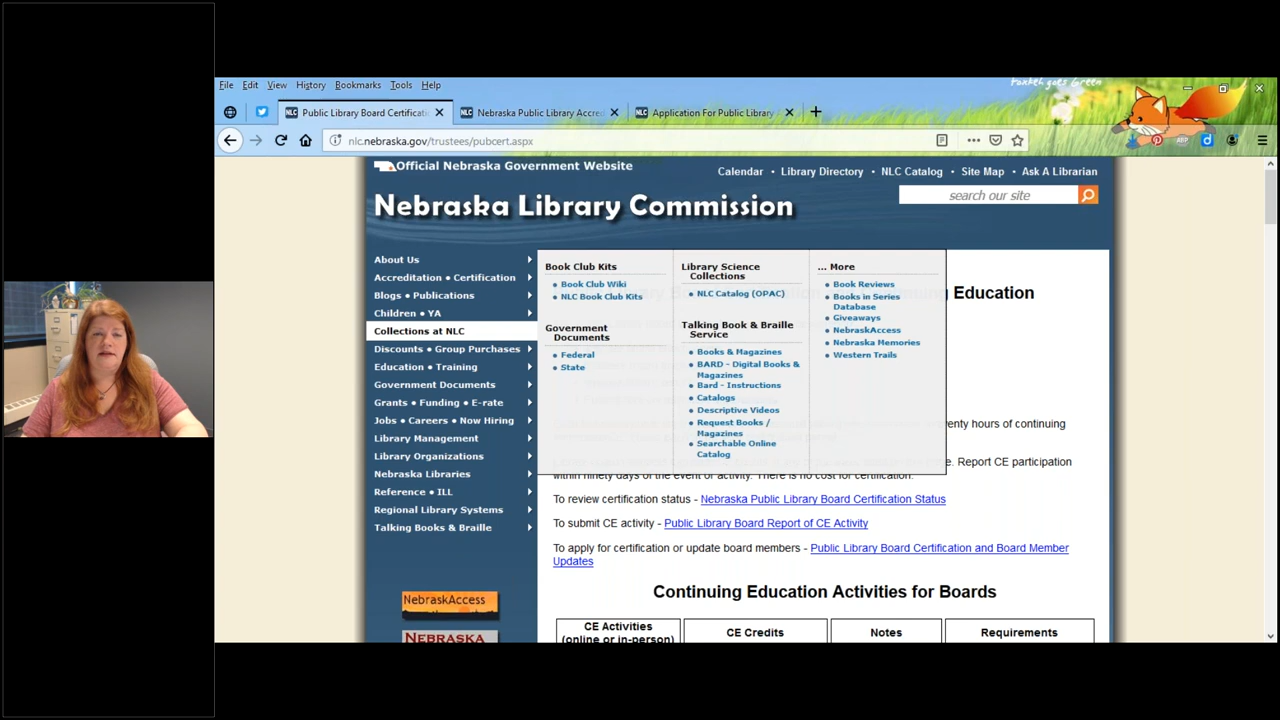 Foxkeh goes Green
File Edit View History Bookmarks Tools Help
NLC Public Library Board Certificati
NLC Nebraska Public Library Accred
NLC Application For Public Library
nlc.nebraska.gov/trustees/pubcert.aspx
ABP
d
Official Nebraska Government Website
Calendar • Library Directory • NLC Catalog • Site Map • Ask A Librarian
Nebraska Library Commission
search our site
About Us
Accreditation • Certification
Blogs • Publications
Children • YA
Collections at NLC
Discounts • Group Purchases
Education • Training
Government Documents
Grants • Funding • E-rate
Jobs • Careers • Now Hiring
Library Management
Library Organizations
Nebraska Libraries
Reference • ILL
Regional Library Systems
Talking Books & Braille
NebraskAccess
NEBRASKA
Book Club Kits
Book Club Wiki
NLC Book Club Kits
Government
Documents
Federal
State
Library Science
Collections
NLC Catalog (OPAC)
Talking Book & Braille
Service
Books & Magazines
BARD - Digital Books &
Magazines
Bard - Instructions
Catalogs
Descriptive Videos
Request Books /
Magazines
Searchable Online
Catalog
... More
Book Reviews
Books in Series
Database
Giveaways
NebraskAccess
Nebraska Memories
Western Trails
Education
enty hours of continuing
e. Report CE participation
within ninety days of the event or activity. There is no cost for certification.
To review certification status - Nebraska Public Library Board Certification Status
To submit CE activity - Public Library Board Report of CE Activity
To apply for certification or update board members - Public Library Board Certification and Board Member
Updates
Continuing Education Activities for Boards
CE Activities
(online or in-person)
CE Credits
Notes
Requirements